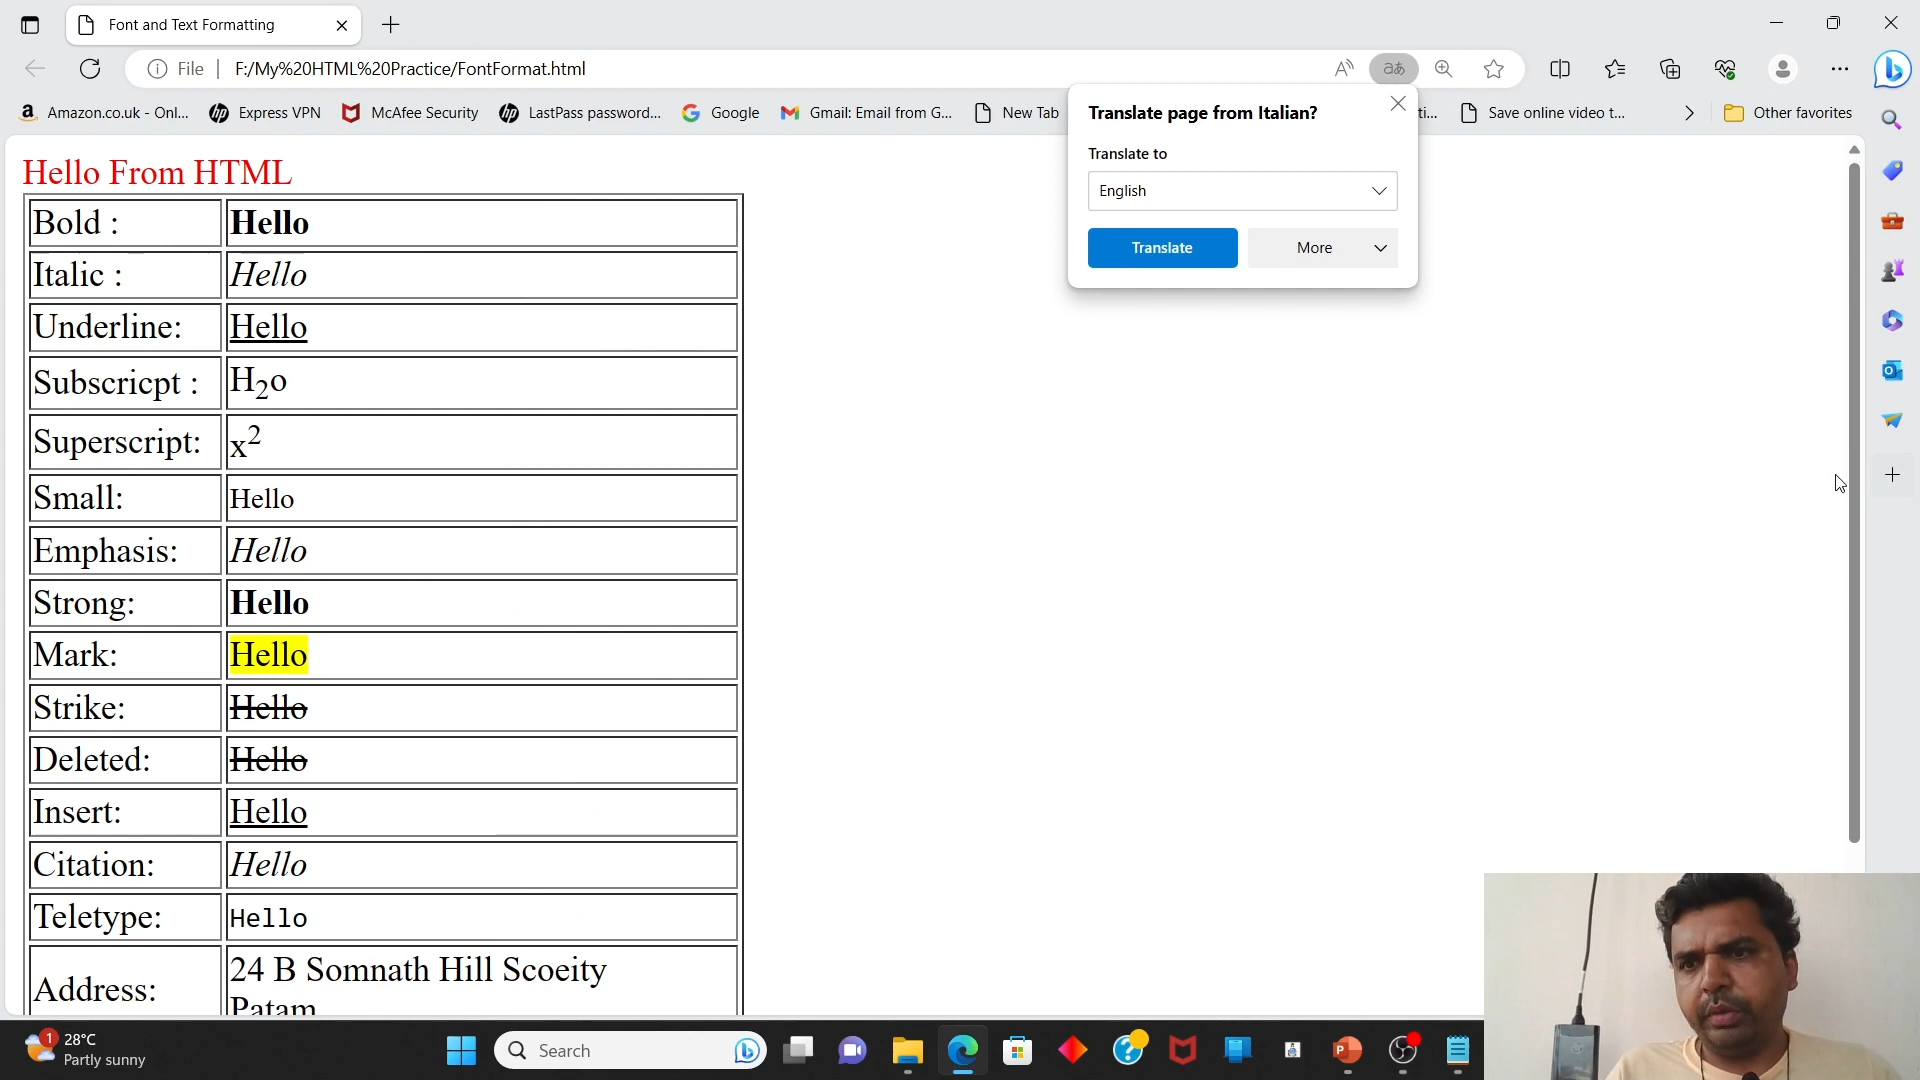 Font and Text Formatting
File F:/My%20HTML%20Practice/FontFormat.html
Amazon.co.uk - Onl... Express VPN McAfee Security LastPass password... Google Gmail: Email from G... New Tab ti... Save online video t... Other favorites
Translate page from Italian?
Translate to
English
Translate More
Hello From HTML
Bold : Hello
Italic : Hello
Underline: Hello
Subscricpt : H2o
Superscript: x2
Small: Hello
Emphasis: Hello
Strong: Hello
Mark: Hello
Strike: Hello
Deleted: Hello
Insert: Hello
Citation: Hello
Teletype: Hello
Address: 24 B Somnath Hill Scoeity
Patam
1 28°C
Partly sunny
Search